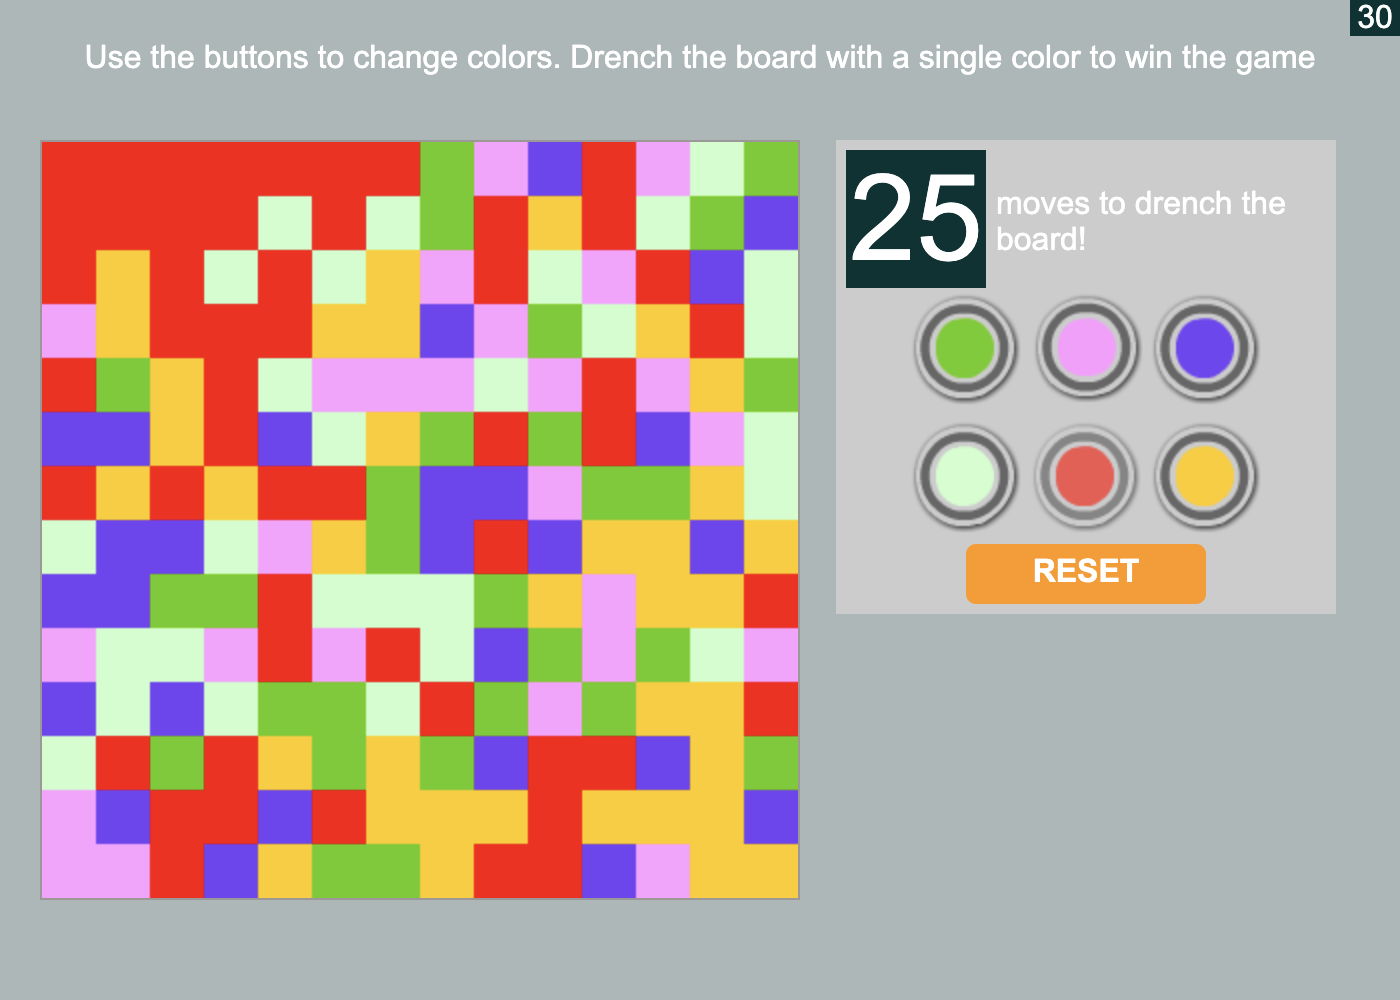 30
Use the buttons to change colors. Drench the board with a single color to win the game
25
moves to drench the
board!
RESET